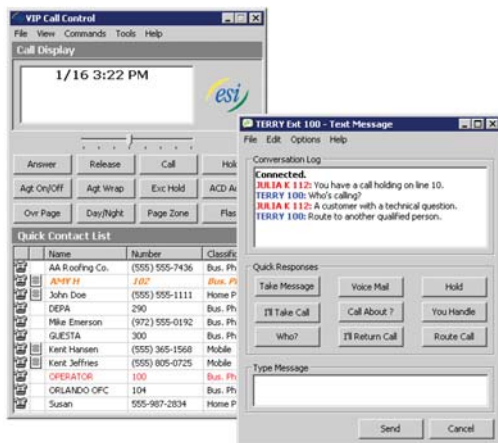 VIP Call Control
File View Commands Tools Help
Call Display
1/16 3:22 PM
esi
Answer Release Call Hold
Agt On/Off Agt Wrap Exc Hold ACD
Ovr Page Day/Nght Page Zone Flas
Quick Contact List
Name Number Classific
AA Roofing Co. (555) 555-7436 Bus. Ph
AMY H 102 Bus. Ph
John Doe (555) 555-1111 Home P
DEPA 290 Bus. Ph
Mike Emerson (972) 555-0192 Bus. Ph
GUESTA 300 Bus. Ph
Kent Hansen (555) 365-1568 Mobile
Kent Jeffries (555) 805-0725 Mobile
OPERATOR 100 Bus. Ph
ORLANDO OFC 104 Bus. Ph
Susan 555-987-2834 Home P
TERRY Ext 100 - Text Message
File Edit Options Help
Conversation Log
Connected.
JULIA K 112: You have a call holding on line 10.
TERRY 100: Who's calling?
JULIA K 112: A customer with a technical question.
TERRY 100: Route to another qualified person.
Quick Responses
Take Message Voice Mail Hold
I'll Take Call Call About ? You Handle
Who? I'll Return Call Route Call
Type Message
Send Cancel